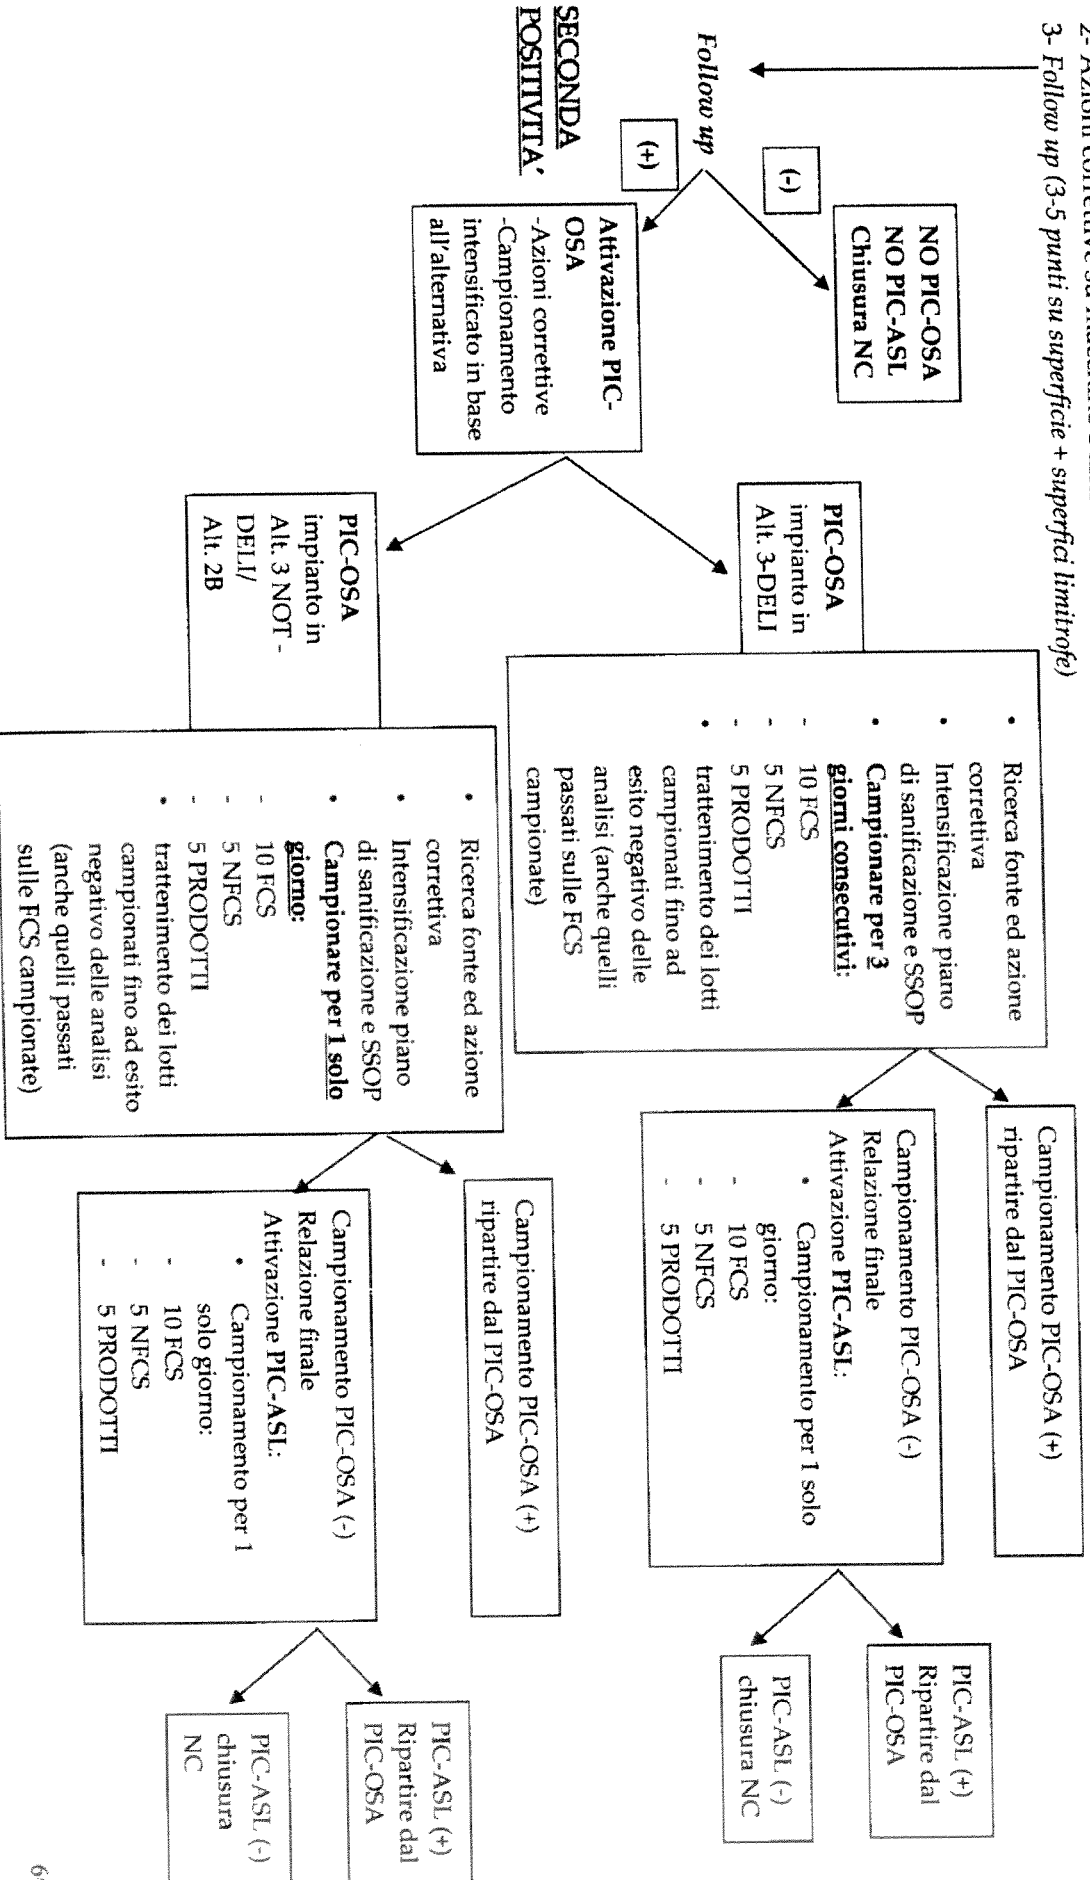 3- Follow up (3-5 punti su superficie + superfici limitrofe)
Follow up
(-)
(+)
SECONDA
POSITIVITA'
NO PIC-OSA
NO PIC-ASL
Chiusura NC
Attivazione PIC-
OSA
-Azioni correttive
-Campionamento
intensificato in base
all'alternativa
PIC-OSA
impianto in
Alt. 3-DELI
• Ricerca fonte ed azione
correttiva
• Intensificazione piano
di sanificazione e SSOP
• Campionare per 3
giorni consecutivi:
- 10 FCS
- 5 NFCS
- 5 PRODOTTI
• trattenimento dei lotti
campionati fino ad
esito negativo delle
analisi (anche quelli
passati sulle FCS
campionate)
Campionamento PIC-OSA (+)
ripartire dal PIC-OSA
Campionamento PIC-OSA (-)
Relazione finale
Attivazione PIC-ASL:
• Campionamento per 1 solo
giorno:
- 10 FCS
- 5 NFCS
- 5 PRODOTTI
PIC-ASL (+)
Ripartire dal
PIC-OSA
PIC-ASL (-)
chiusura NC
PIC-OSA
impianto in
Alt. 3 NOT -
DELI/
Alt. 2B
• Ricerca fonte ed azione
correttiva
• Intensificazione piano
di sanificazione e SSOP
• Campionare per 1 solo
giorno:
- 10 FCS
- 5 NFCS
- 5 PRODOTTI
• trattenimento dei lotti
campionati fino ad esito
negativo delle analisi
(anche quelli passati
sulle FCS campionate)
Campionamento PIC-OSA (+)
ripartire dal PIC-OSA
Campionamento PIC-OSA (-)
Relazione finale
Attivazione PIC-ASL:
• Campionamento per 1
solo giorno:
- 10 FCS
- 5 NFCS
- 5 PRODOTTI
PIC-ASL (+)
Ripartire dal
PIC-OSA
PIC-ASL (-)
chiusura
NC